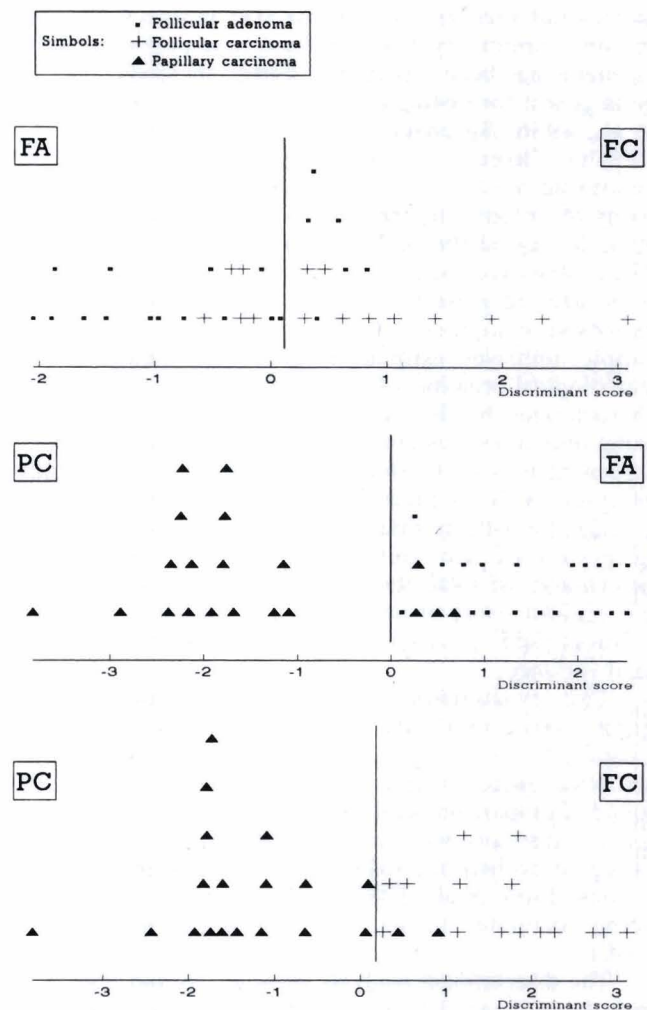 Simbols:
▪ Follicular adenoma
+ Follicular carcinoma
▲ Papillary carcinoma
FA
FC
-2 -1 0 1 2 3
Discriminant score
PC
FA
-3 -2 -1 0 1 2
Discriminant score
PC
FC
-3 -2 -1 0 1 2 3
Discriminant score